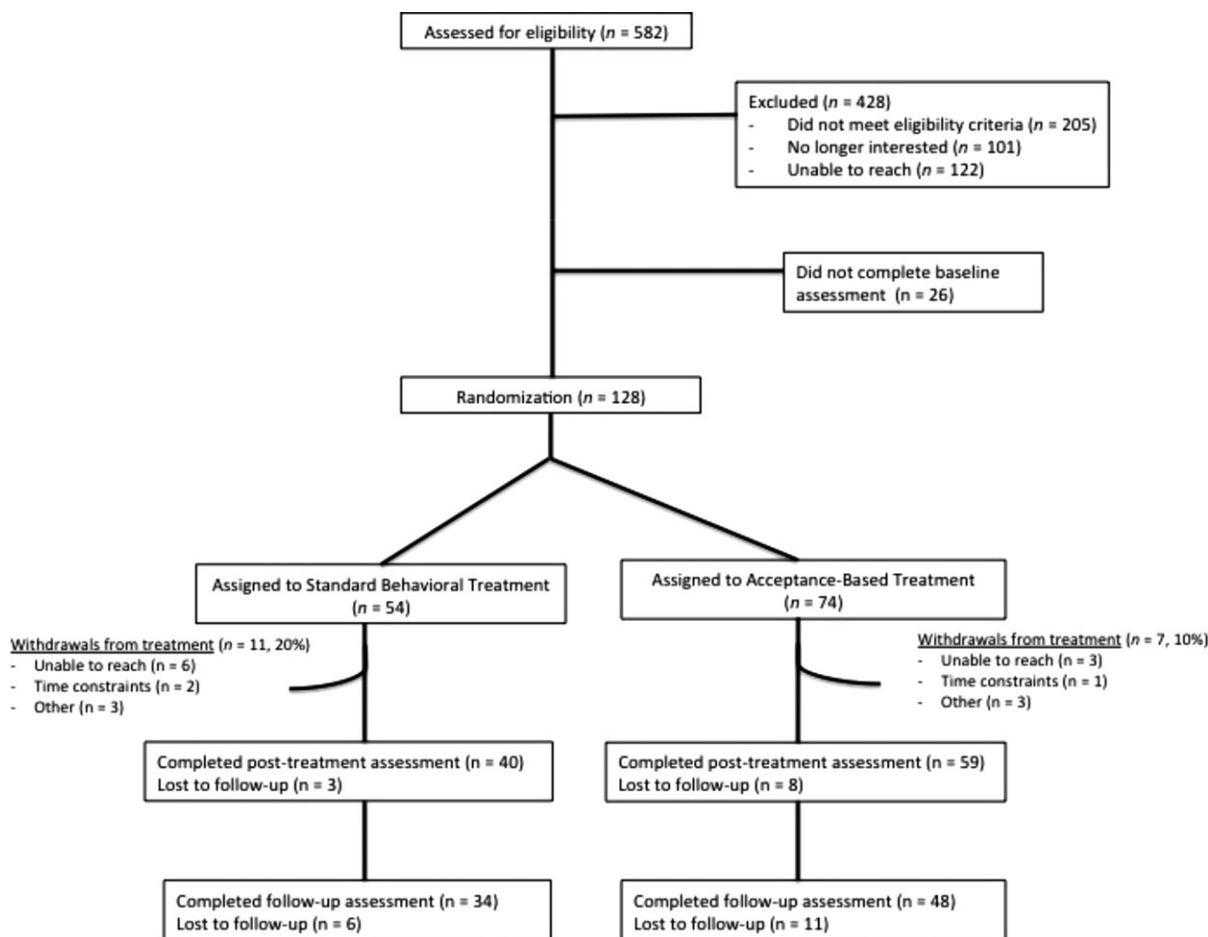 Assessed for eligibility (n = 582)
Excluded (n = 428)
- Did not meet eligibility criteria (n = 205)
- No longer interested (n = 101)
- Unable to reach (n = 122)
Did not complete baseline
assessment (n = 26)
Randomization (n = 128)
Assigned to Standard Behavioral Treatment
(n = 54)
Assigned to Acceptance-Based Treatment
(n = 74)
Withdrawals from treatment (n = 11, 20%)
- Unable to reach (n = 6)
- Time constraints (n = 2)
- Other (n = 3)
Withdrawals from treatment (n = 7, 10%)
- Unable to reach (n = 3)
- Time constraints (n = 1)
- Other (n = 3)
Completed post-treatment assessment (n = 40)
Lost to follow-up (n = 3)
Completed post-treatment assessment (n = 59)
Lost to follow-up (n = 8)
Completed follow-up assessment (n = 34)
Lost to follow-up (n = 6)
Completed follow-up assessment (n = 48)
Lost to follow-up (n = 11)